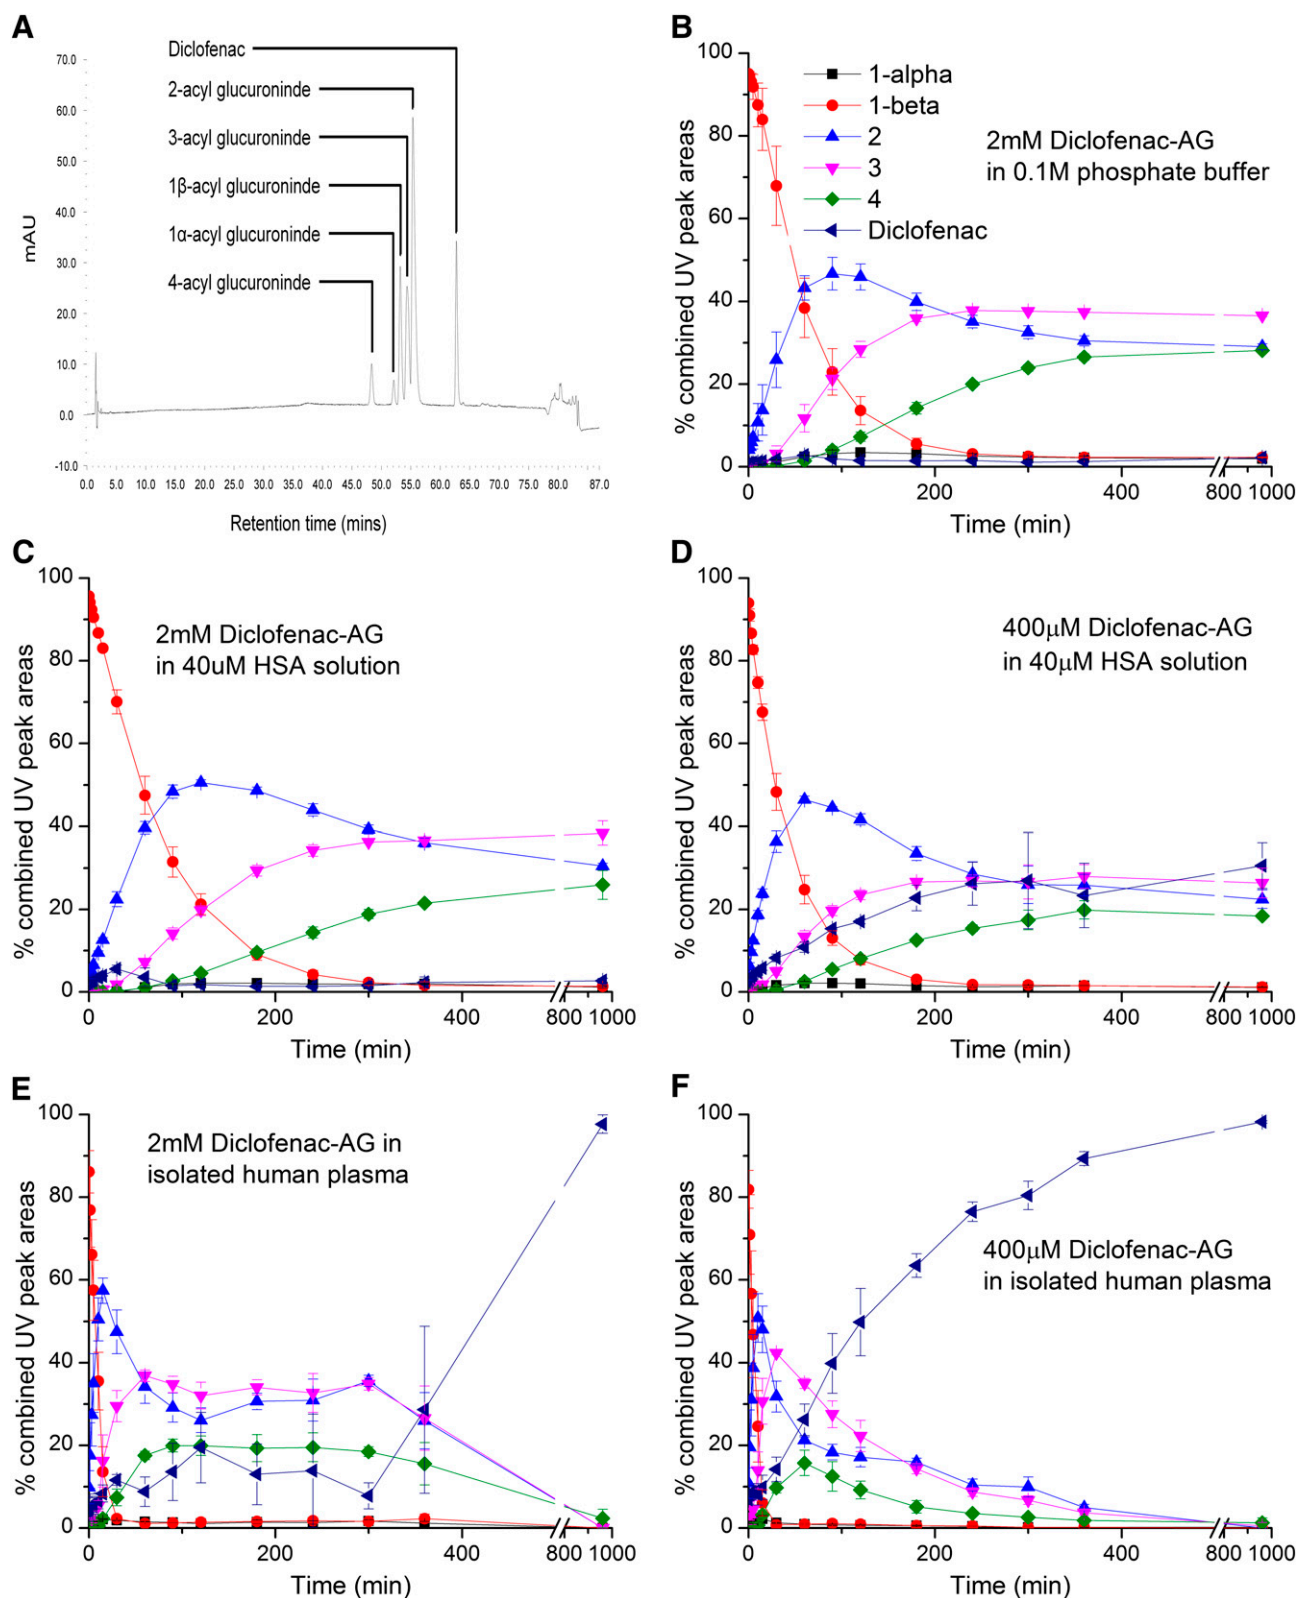 A
Diclofenac
2-acyl glucuroninde
3-acyl glucuroninde
1β-acyl glucuroninde
1α-acyl glucuroninde
4-acyl glucuroninde
mAU
70.0
60.0
50.0
40.0
30.0
20.0
10.0
0.0
-10.0
0.0 5.0 10.0 15.0 20.0 25.0 30.0 35.0 40.0 45.0 50.0 55.0 60.0 65.0 70.0 75.0 80.0 87.0
Retention time (mins)
B
1-alpha
1-beta
2
3
4
Diclofenac
2mM Diclofenac-AG
in 0.1M phosphate buffer
% combined UV peak areas
100
80
60
40
20
0
0 200 400 800 1000
Time (min)
C
2mM Diclofenac-AG
in 40uM HSA solution
% combined UV peak areas
100
80
60
40
20
0
0 200 400 800 1000
Time (min)
D
400μM Diclofenac-AG
in 40μM HSA solution
% combined UV peak areas
100
80
60
40
20
0
0 200 400 800 1000
Time (min)
E
2mM Diclofenac-AG in
isolated human plasma
% combined UV peak areas
100
80
60
40
20
0
0 200 400 800 1000
Time (min)
F
400μM Diclofenac-AG
in isolated human plasma
% combined UV peak areas
100
80
60
40
20
0
0 200 400 800 1000
Time (min)